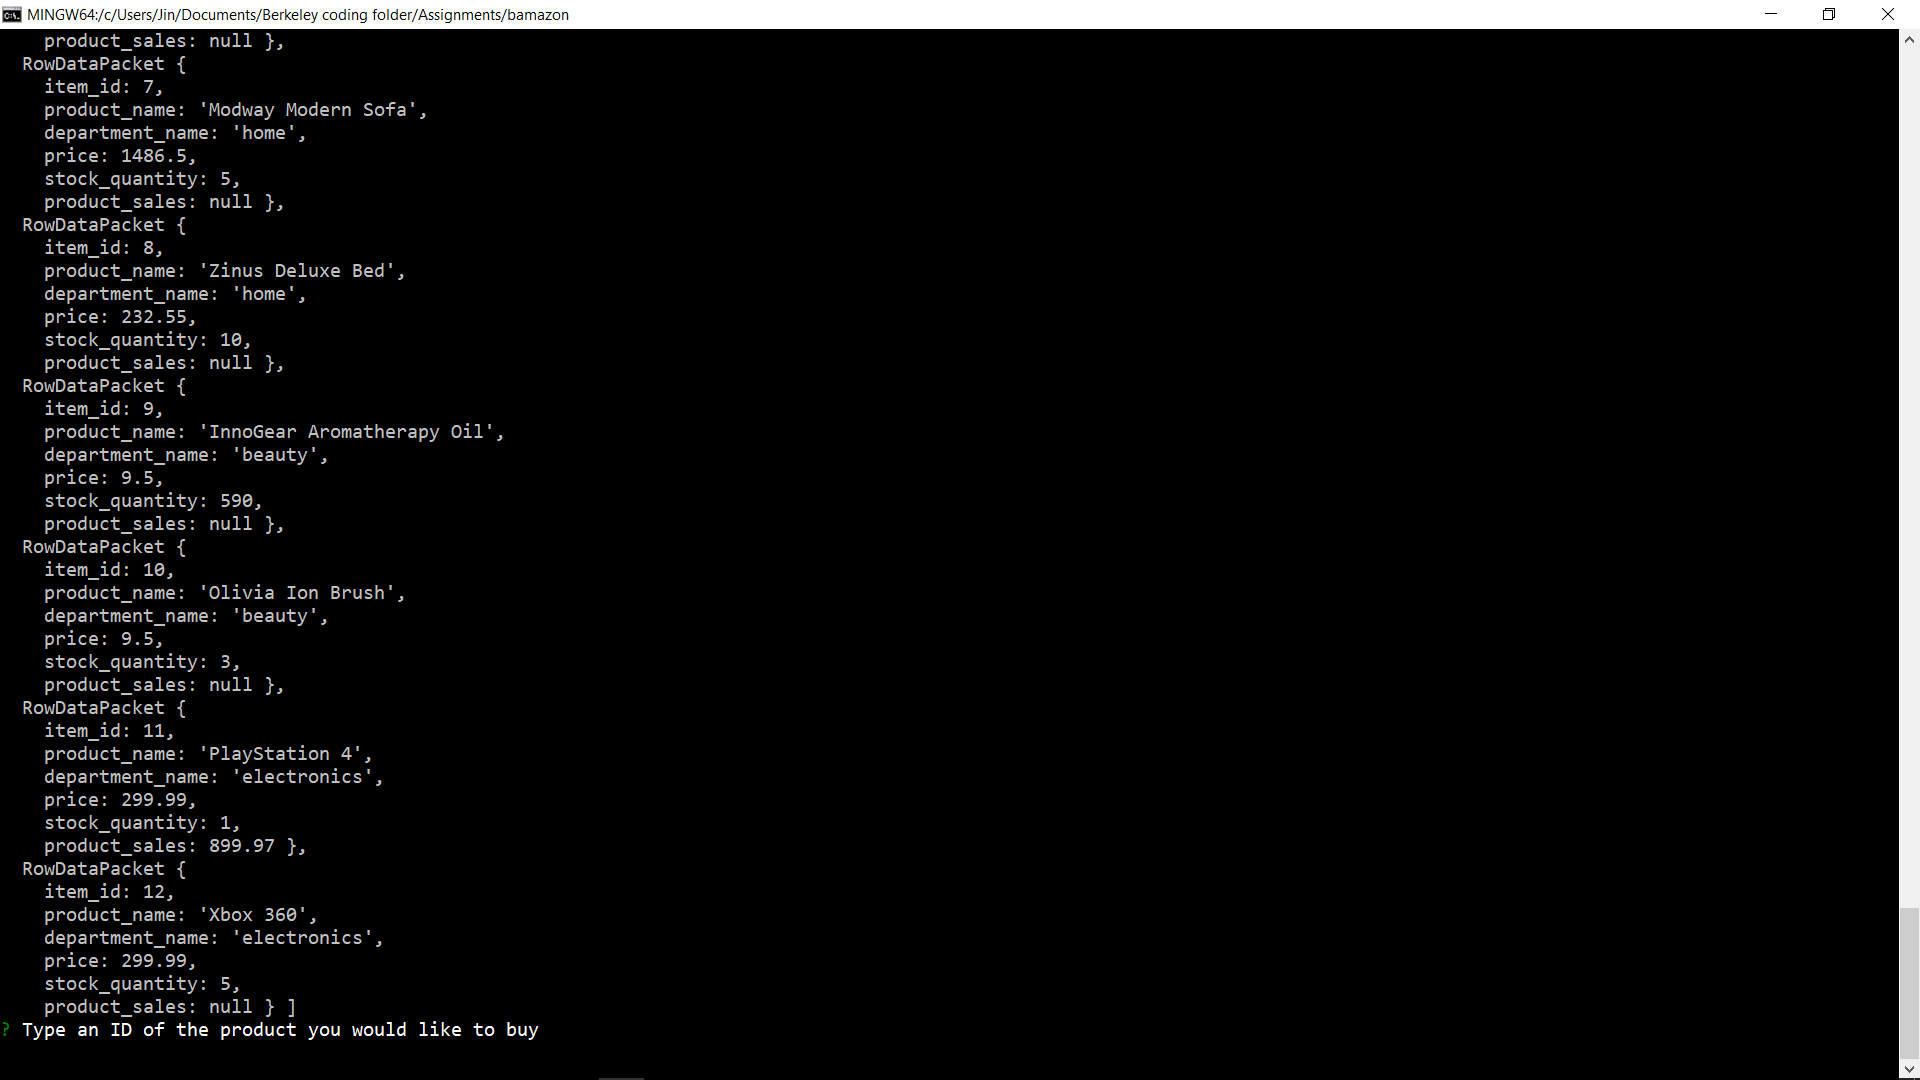 MINGW64:/c/Users/Jin/Documents/Berkeley coding folder/Assignments/bamazon
product_sales: null },
RowDataPacket {
item_id: 7,
product_name: 'Modway Modern Sofa',
department_name: 'home',
price: 1486.5,
stock_quantity: 5,
product_sales: null },
RowDataPacket {
item_id: 8,
product_name: 'Zinus Deluxe Bed',
department_name: 'home',
price: 232.55,
stock_quantity: 10,
product_sales: null },
RowDataPacket {
item_id: 9,
product_name: 'InnoGear Aromatherapy Oil',
department_name: 'beauty',
price: 9.5,
stock_quantity: 590,
product_sales: null },
RowDataPacket {
item_id: 10,
product_name: 'Olivia Ion Brush',
department_name: 'beauty',
price: 9.5,
stock_quantity: 3,
product_sales: null },
RowDataPacket {
item_id: 11,
product_name: 'PlayStation 4',
department_name: 'electronics',
price: 299.99,
stock_quantity: 1,
product_sales: 899.97 },
RowDataPacket {
item_id: 12,
product_name: 'Xbox 360',
department_name: 'electronics',
price: 299.99,
stock_quantity: 5,
product_sales: null } ]
? Type an ID of the product you would like to buy